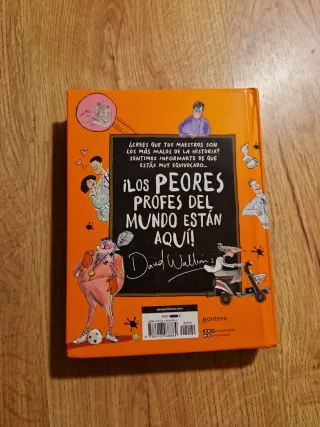 ¿CREES QUE TUS MAESTROS SON
LOS MÁS MALOS DE LA HISTORIA?
SENTIMOS INFORMARTE DE QUE
ESTÁS MUY EQUIVOCADO...
¡LOS PEORES
PROFES DEL
MUNDO ESTÁN
AQUÍ!
David Walliams
montena